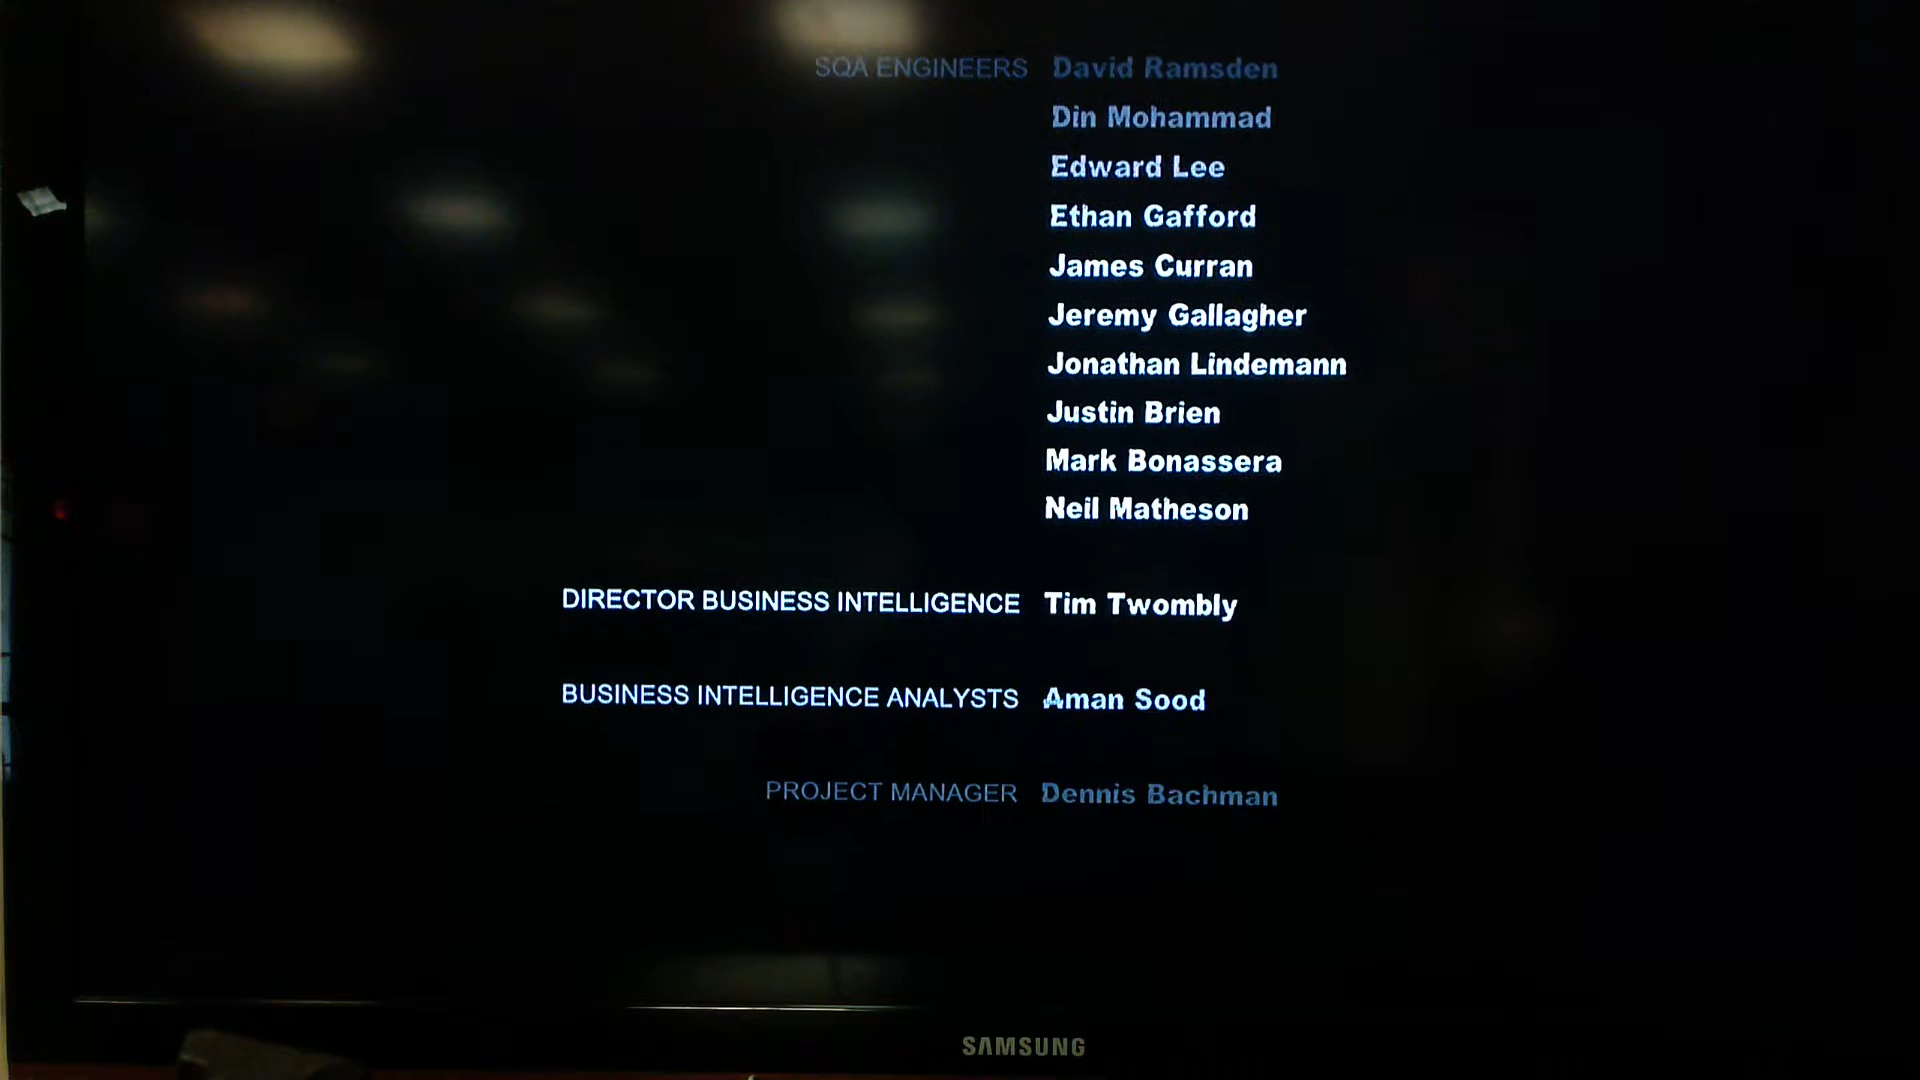 SQA ENGINEERS David Ramsden
Din Mohammad
Edward Lee
Ethan Gafford
James Curran
Jeremy Gallagher
Jonathan Lindemann
Justin Brien
Mark Bonassera
Neil Matheson
DIRECTOR BUSINESS INTELLIGENCE Tim Twombly
BUSINESS INTELLIGENCE ANALYSTS Aman Sood
PROJECT MANAGER Dennis Bachman
SAMSUNG